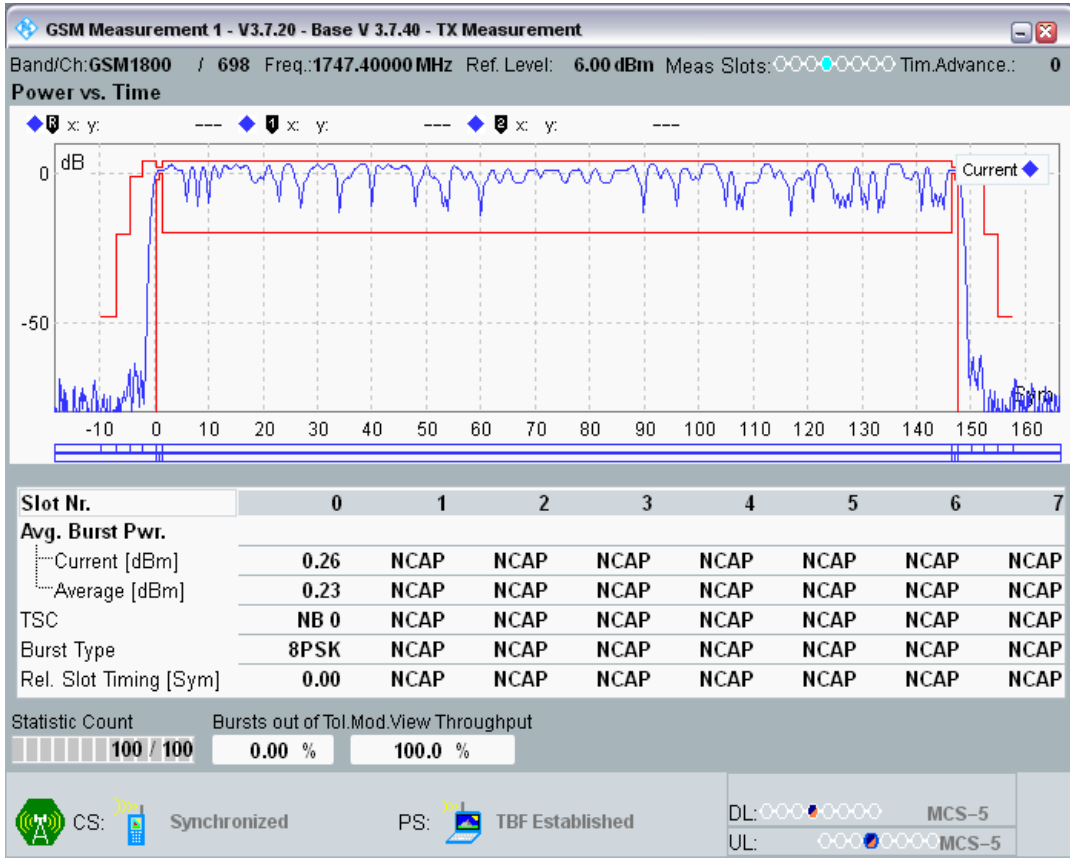 GSM Measurement 1 - V3.7.20 - Base V 3.7.40 - TX Measurement
Band/Ch:GSM1800 / 698 Freq.:1747.40000 MHz Ref. Level: 6.00 dBm Meas Slots: Tim.Advance.: 0
Power vs. Time
R x: y: --- 1 x: y: --- 2 x: y: ---
dB
Current
0
-50
Sym
-10 0 10 20 30 40 50 60 70 80 90 100 110 120 130 140 150 160
Slot Nr. 0 1 2 3 4 5 6 7
Avg. Burst Pwr.
Current [dBm] 0.26 NCAP NCAP NCAP NCAP NCAP NCAP NCAP
Average [dBm] 0.23 NCAP NCAP NCAP NCAP NCAP NCAP NCAP
TSC NB 0 NCAP NCAP NCAP NCAP NCAP NCAP NCAP
Burst Type 8PSK NCAP NCAP NCAP NCAP NCAP NCAP NCAP
Rel. Slot Timing [Sym] 0.00 NCAP NCAP NCAP NCAP NCAP NCAP NCAP
Statistic Count Bursts out of Tol.Mod.View Throughput
100 / 100 0.00 % 100.0 %
CS: Synchronized PS: TBF Established
DL: MCS-5
UL: MCS-5